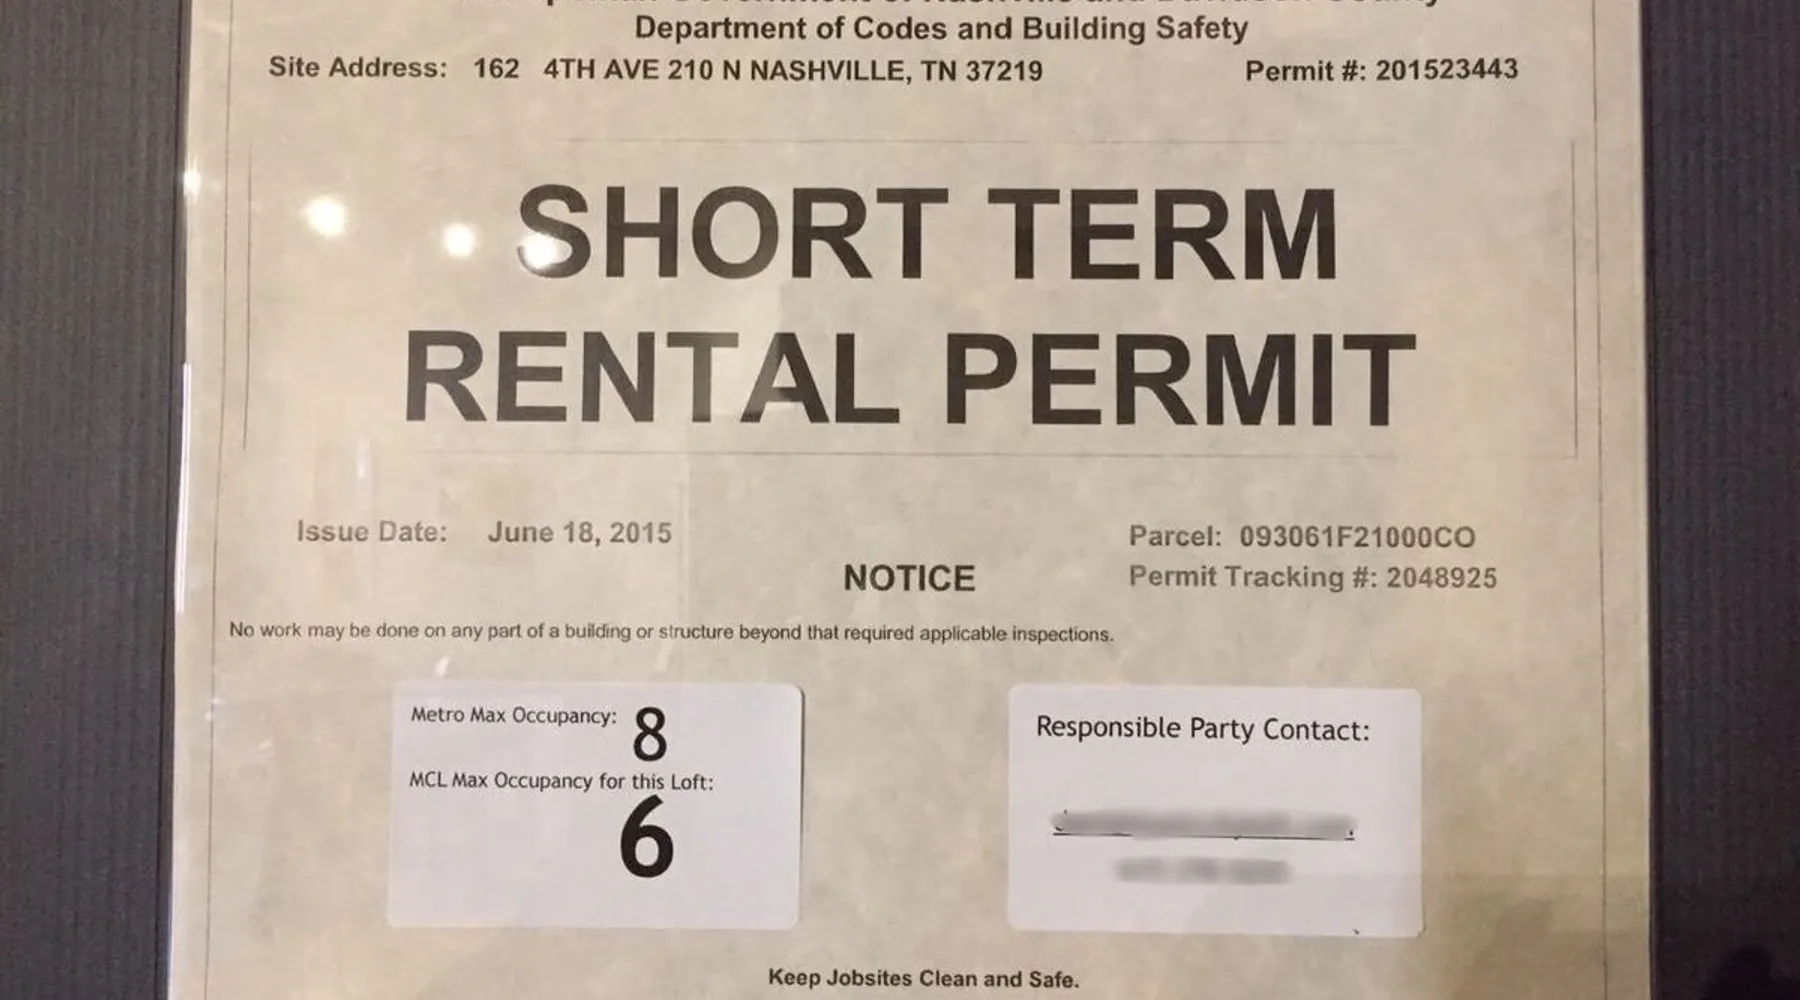 Department of Codes and Building Safety
Site Address: 162 4TH AVE 210 N NASHVILLE, TN 37219 Permit #: 201523443
SHORT TERM
RENTAL PERMIT
Issue Date: June 18, 2015
Parcel: 093061F21000CO
NOTICE
Permit Tracking #: 2048925
No work may be done on any part of a building or structure beyond that required applicable inspections.
Metro Max Occupancy: 8
MCL Max Occupancy for this Loft:
6
Responsible Party Contact:
Keep Jobsites Clean and Safe.